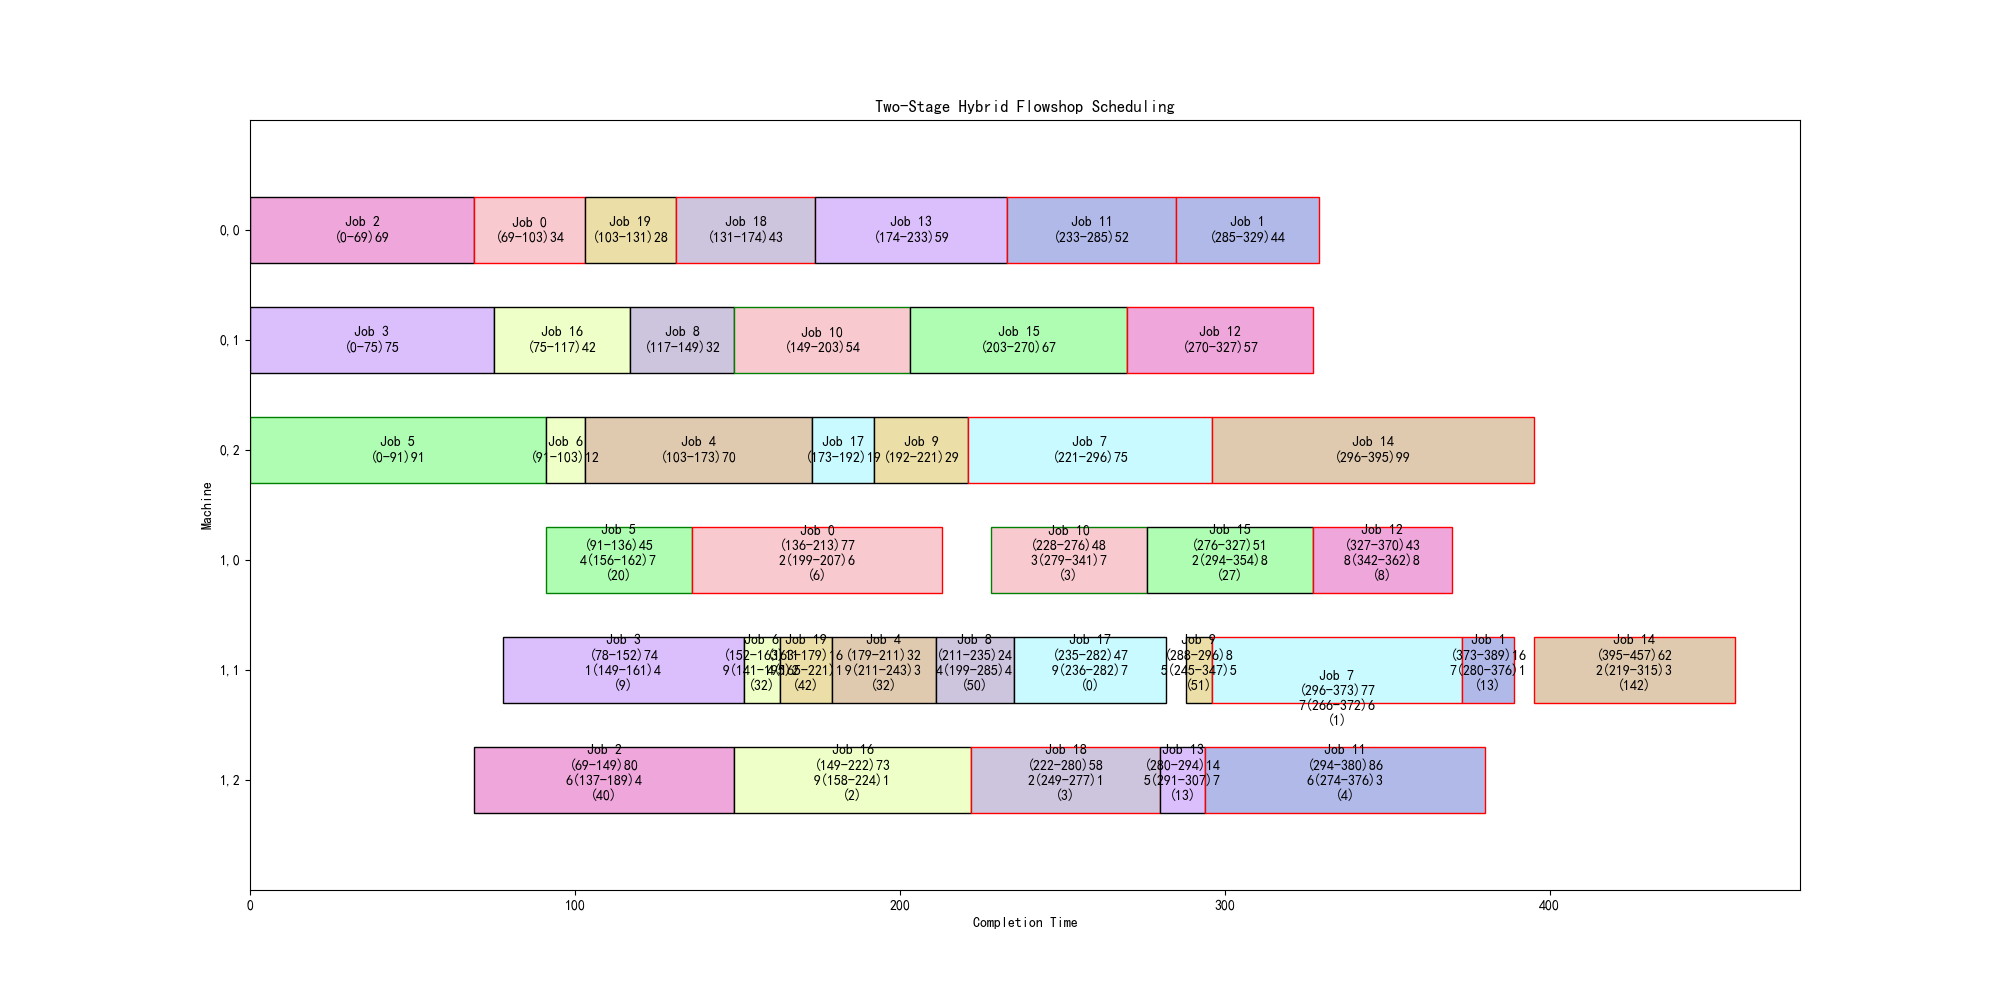 Two-Stage Hybrid Flowshop Scheduling
Machine
0,0
Job 2
(0-69)69
Job 0
(69-103)34
Job 19
(103-131)28
Job 18
(131-174)43
Job 13
(174-233)59
Job 11
(233-285)52
Job 1
(285-329)44
0,1
Job 3
(0-75)75
Job 16
(75-117)42
Job 8
(117-149)32
Job 10
(149-203)54
Job 15
(203-270)67
Job 12
(270-327)57
0,2
Job 5
(0-91)91
Job 6
(91-103)12
Job 4
(103-173)70
Job 17
(173-192)19
Job 9
(192-221)29
Job 7
(221-296)75
Job 14
(296-395)99
1,0
Job 5
(91-136)45
4(156-162)7
(20)
Job 0
(136-213)77
2(199-207)6
(6)
Job 10
(228-276)48
3(279-341)7
(3)
Job 15
(276-327)51
2(294-354)8
(27)
Job 12
(327-370)43
8(342-362)8
(8)
1,1
Job 3
(78-152)74
1(149-161)4
(9)
Job 6
(152-163)11
(32)
Job 19
(163-179)16
(42)
Job 4
(179-211)32
9(211-243)3
(32)
Job 8
(211-235)24
4(199-285)4
(50)
Job 17
(235-282)47
9(236-282)7
(0)
Job 9
(288-296)8
5(245-347)5
(51)
Job 7
(296-373)77
7(266-372)6
(1)
Job 1
(373-389)16
7(280-376)1
(13)
Job 14
(395-457)62
2(219-315)3
(142)
1,2
Job 2
(69-149)80
6(137-189)4
(40)
Job 16
(149-222)73
9(158-224)1
(2)
Job 18
(222-280)58
2(249-277)1
(3)
Job 13
(280-294)14
5(291-307)7
(13)
Job 11
(294-380)86
6(274-376)3
(4)
0
100
200
300
400
Completion Time